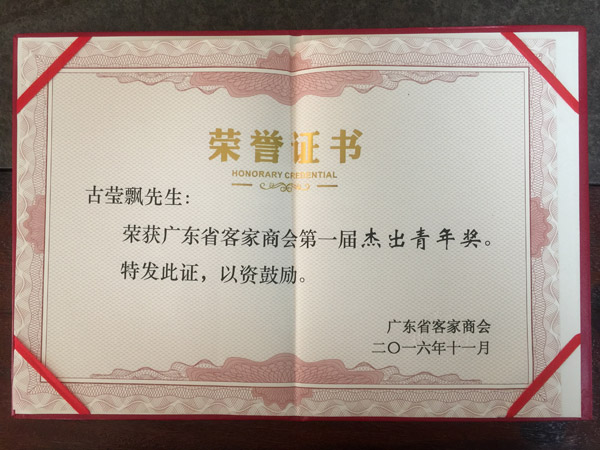 荣誉证书
HONORARY CREDENTIAL
古莹飘先生：
荣获广东省客家商会第一届杰出青年奖。
特发此证，以资鼓励。
广东省客家商会
二〇一六年十一月